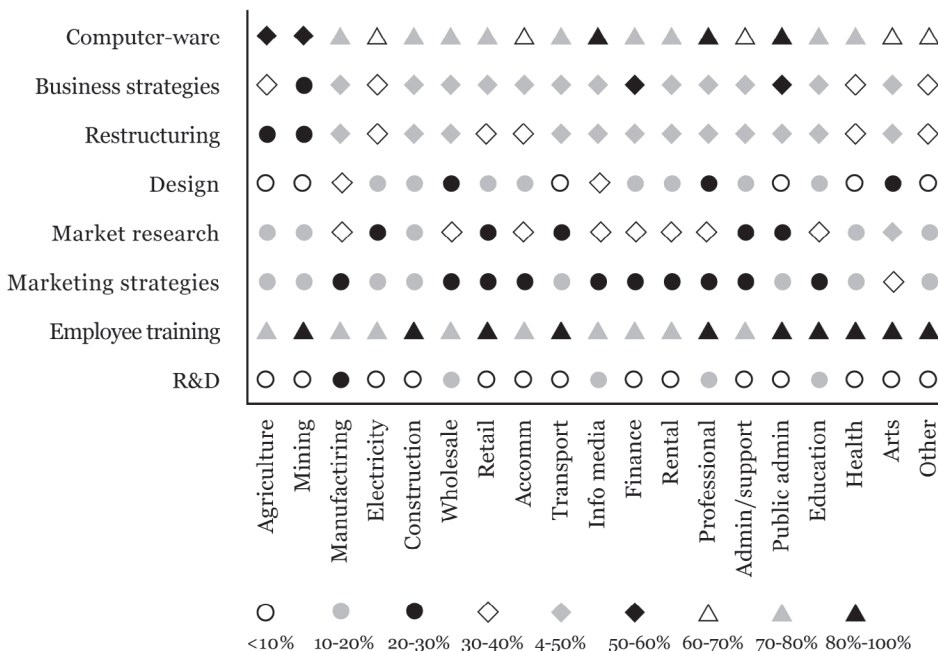 Computer-ware
Business strategies
Restructuring
Design
Market research
Marketing strategies
Employee training
R&D
Agriculture
Mining
Manufactiring
Electricity
Construction
Wholesale
Retail
Accomm
Transport
Info media
Finance
Rental
Professional
Admin/support
Public admin
Education
Health
Arts
Other
<10% 10-20% 20-30% 30-40% 4-50% 50-60% 60-70% 70-80% 80%-100%